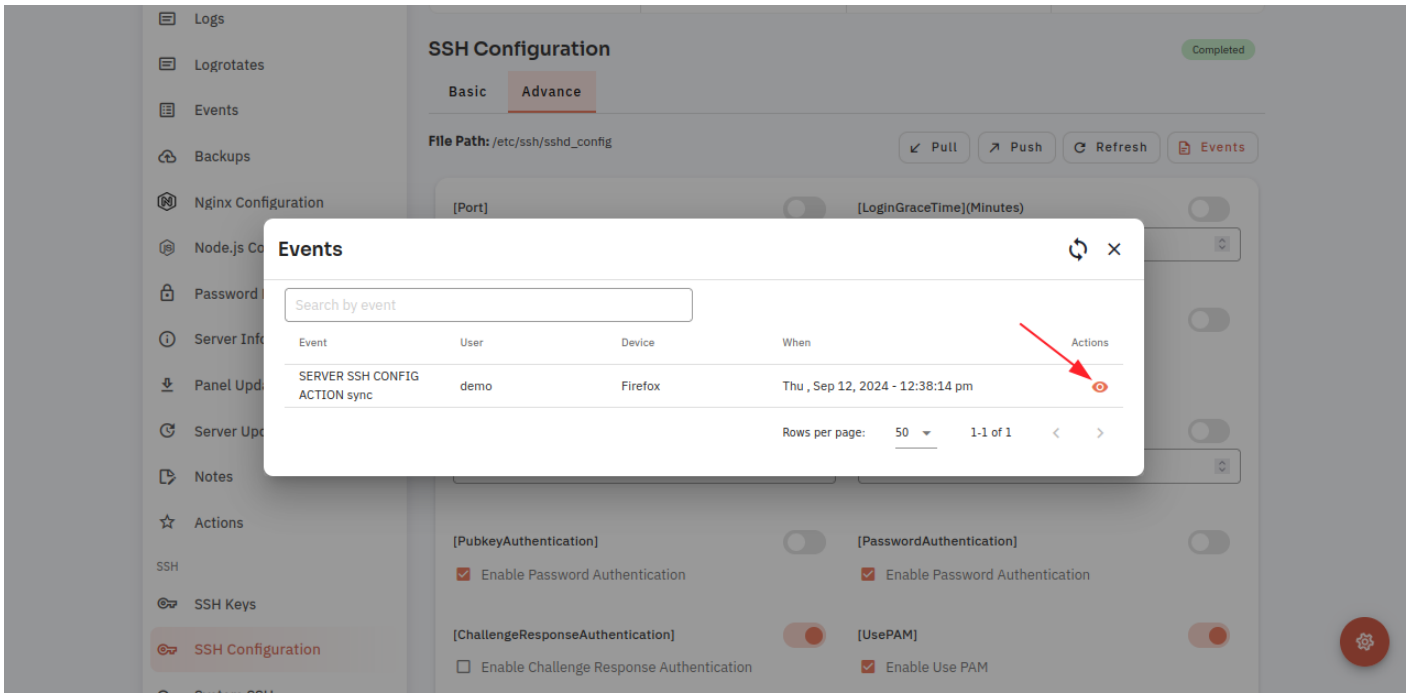 Logs
Logrotates
Events
Backups
Nginx Configuration
Node.js Co
Password
Server Info
Panel Upda
Server Upd
Notes
Actions
SSH
SSH Keys
SSH Configuration
SSH Configuration
Completed
Basic Advance
File Path: /etc/ssh/sshd_config
Pull Push Refresh Events
[Port] [LoginGraceTime](Minutes)
Events
Search by event
Event User Device When Actions
SERVER SSH CONFIG
ACTION sync
demo Firefox Thu , Sep 12, 2024 - 12:38:14 pm
Rows per page: 50 1-1 of 1
[PubkeyAuthentication] [PasswordAuthentication]
Enable Password Authentication Enable Password Authentication
[ChallengeResponseAuthentication] [UsePAM]
Enable Challenge Response Authentication Enable Use PAM